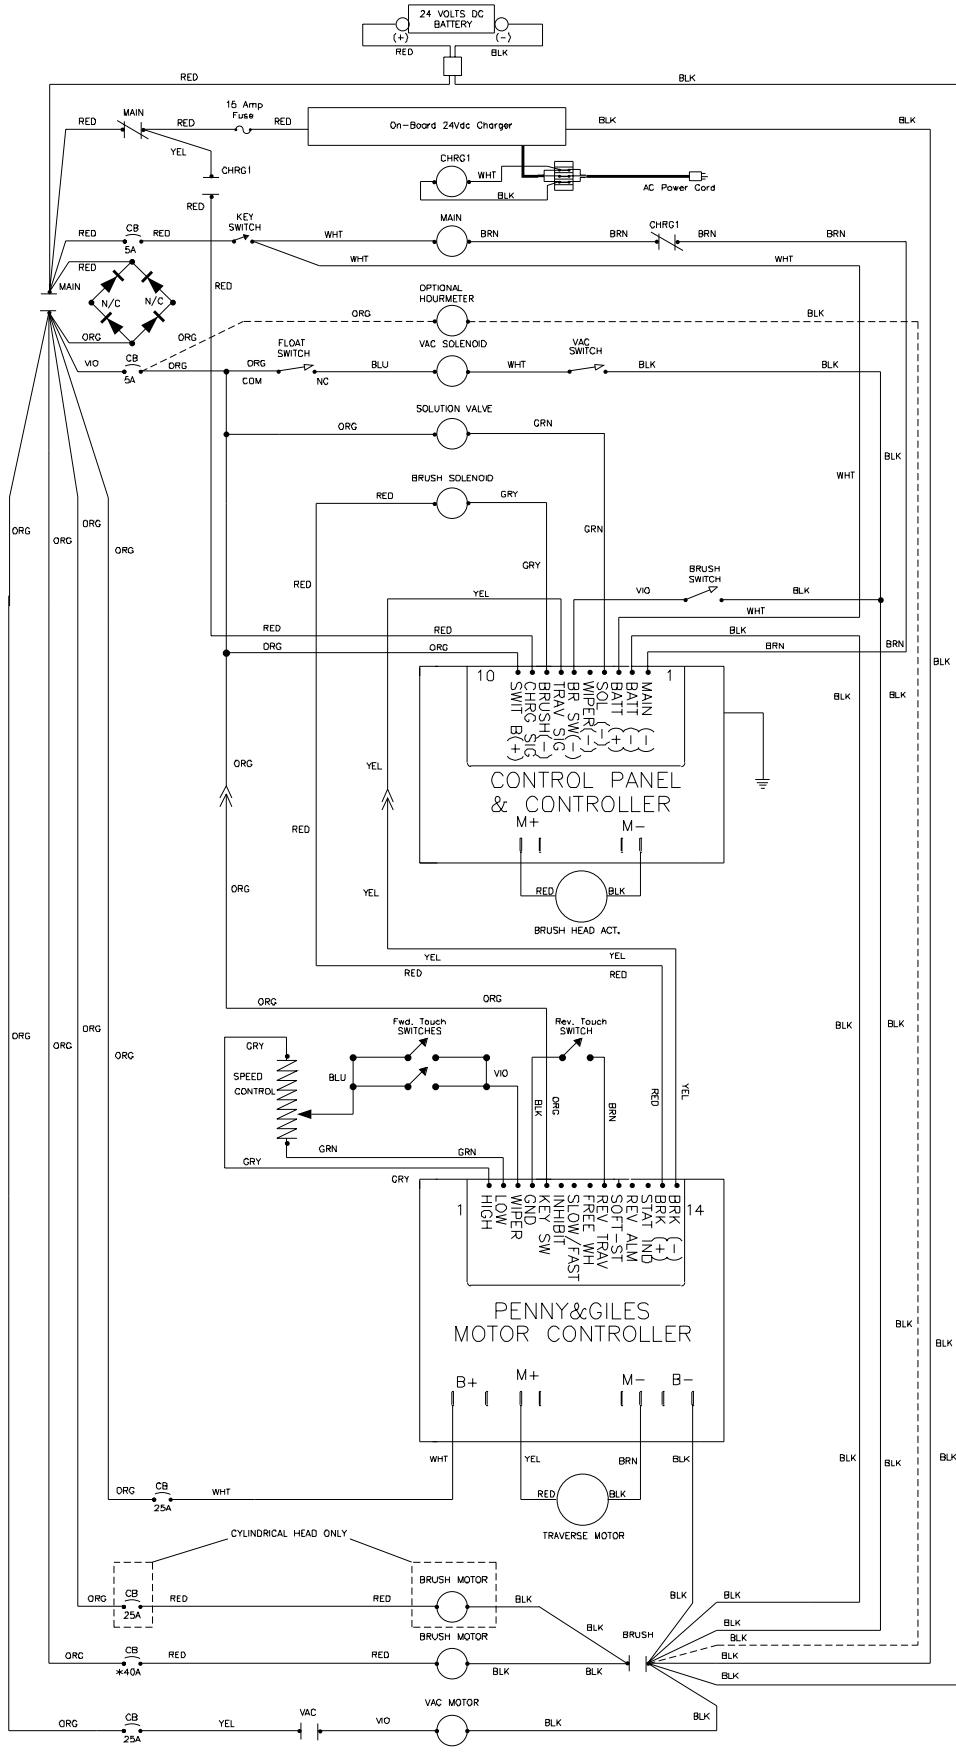 24 VOLTS DC
BATTERY
(+)
(-)
RED
BLK
RED
BLK
15 Amp
Fuse
MAIN
RED
RED
RED
On-Board 24Vdc Charger
BLK
BLK
YEL
CHRG1
CHRG1
WHT
BLK
AC Power Cord
RED
KEY
SWITCH
CB
RED
RED
5A
WHT
MAIN
BRN
BRN
CHRG1
BRN
BRN
WHT
WHT
RED
MAIN
N/C
N/C
RED
OPTIONAL
HOURMETER
ORG
BLK
ORG
ORG
FLOAT
SWITCH
VAC SOLENOID
VAC
SWITCH
VIO
CB
5A
ORG
ORG
COM
NC
BLU
WHT
BLK
BLK
SOLUTION VALVE
ORG
GRN
BLK
BRUSH SOLENOID
RED
GRY
WHT
ORG
ORG
ORG
ORG
GRN
GRY
RED
BRUSH
SWITCH
YEL
VIO
BLK
WHT
RED
RED
BLK
ORG
ORG
BRN
BRN
BLK
10
1
SWIT B(+)
CHRG SIG
BRUSH(-)
TRAV SIG
BR SW(-)
WIPER(-)
SOL (-)
BATT (+)
BATT (-)
MAIN (-)
BLK
BLK
ORG
YEL
CONTROL PANEL
& CONTROLLER
M+
M-
RED
ORG
YEL
RED
BLK
BRUSH HEAD ACT.
YEL
YEL
RED
RED
ORG
ORG
Fwd. Touch
SWITCHES
Rev. Touch
SWITCH
BLK
BLK
ORG
ORG
ORG
GRY
SPEED
CONTROL
BLU
VIO
BLK
ORG
BRN
RED
YEL
GRN
GRN
GRY
GRY
1
14
HIGH
LOW
WIPER
GND
KEY SW
INHIBIT
SLOW/FAST
FREE WH
REV TRAV
SOFT-ST
REV ALM
STAT IND
BRK (+)
BRK (-)
PENNY&GILES
MOTOR CONTROLLER
BLK
BLK
B+
M+
M-
B-
WHT
YEL
BRN
BLK
BLK
BLK
BLK
ORG
CB
25A
WHT
RED
BLK
TRAVERSE MOTOR
CYLINDRICAL HEAD ONLY
ORG
CB
25A
RED
RED
BRUSH MOTOR
BLK
BLK
BLK
BLK
BLK
BRUSH
BLK
BRUSH MOTOR
ORG
CB
*40A
RED
RED
BLK
BLK
BLK
BLK
VAC MOTOR
ORG
CB
25A
YEL
VAC
VIO
BLK
BLK